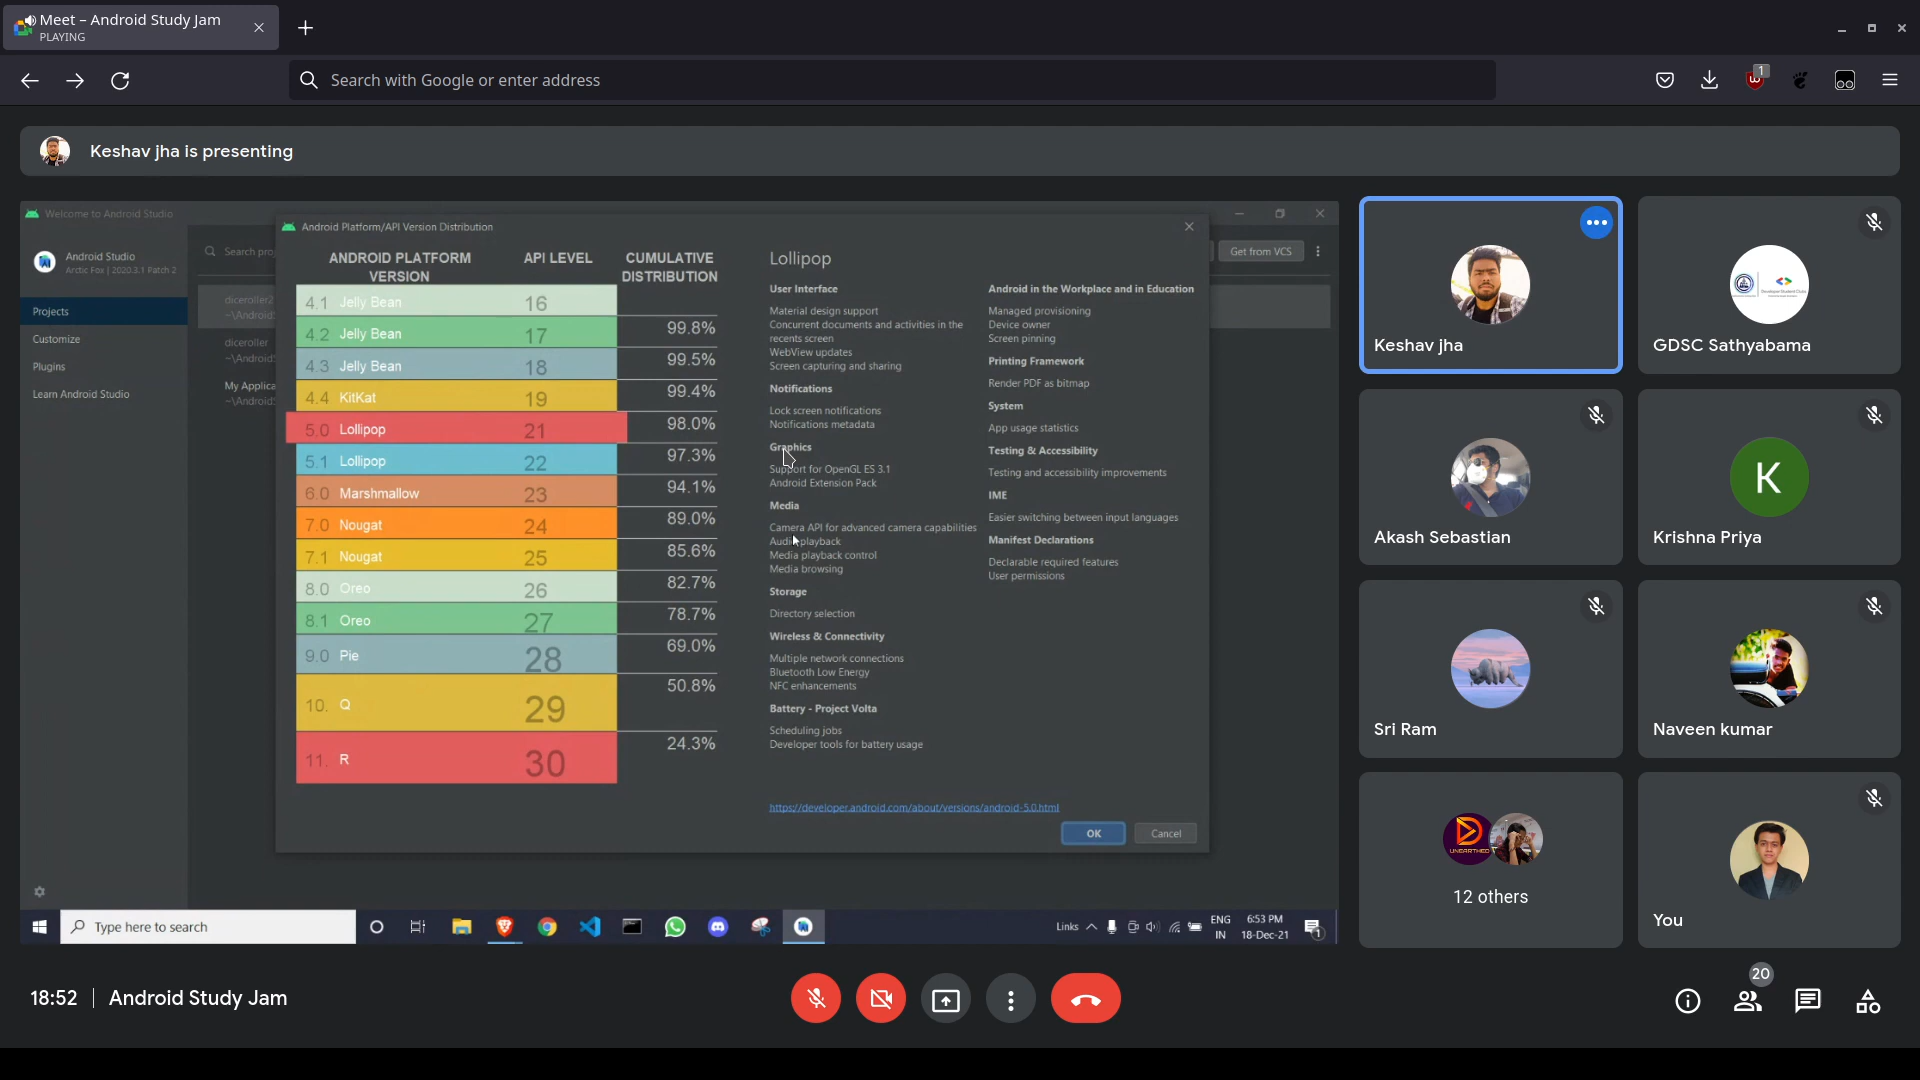 Meet – Android Study Jam
PLAYING
Search with Google or enter address
1
Keshav jha is presenting
Welcome to Android Studio
Android Studio
Arctic Fox | 2020.3.1 Patch 2
Search pro
Get from VCS
Projects
Customize
Plugins
Learn Android Studio
diceroller2
~\Android
diceroller
~\Android
My Applica
~\Android
Android Platform/API Version Distribution
ANDROID PLATFORM VERSION
API LEVEL
CUMULATIVE DISTRIBUTION
4.1 Jelly Bean 16
4.2 Jelly Bean 17 99.8%
4.3 Jelly Bean 18 99.5%
4.4 KitKat 19 99.4%
5.0 Lollipop 21 98.0%
5.1 Lollipop 22 97.3%
6.0 Marshmallow 23 94.1%
7.0 Nougat 24 89.0%
7.1 Nougat 25 85.6%
8.0 Oreo 26 82.7%
8.1 Oreo 27 78.7%
9.0 Pie 28 69.0%
10. Q 29 50.8%
11. R 30 24.3%
Lollipop
User Interface
Material design support
Concurrent documents and activities in the
recents screen
WebView updates
Screen capturing and sharing
Notifications
Lock screen notifications
Notifications metadata
Graphics
Support for OpenGL ES 3.1
Android Extension Pack
Media
Camera API for advanced camera capabilities
Audio playback
Media playback control
Media browsing
Storage
Directory selection
Wireless & Connectivity
Multiple network connections
Bluetooth Low Energy
NFC enhancements
Battery - Project Volta
Scheduling jobs
Developer tools for battery usage
Android in the Workplace and in Education
Managed provisioning
Device owner
Screen pinning
Printing Framework
Render PDF as bitmap
System
App usage statistics
Testing & Accessibility
Testing and accessibility improvements
IME
Easier switching between input languages
Manifest Declarations
Declarable required features
User permissions
https://developer.android.com/about/versions/android-5.0.html
OK
Cancel
Type here to search
Links
ENG
IN
6:53 PM
18-Dec-21
1
Keshav jha
GDSC Sathyabama
Akash Sebastian
K
Krishna Priya
Sri Ram
Naveen kumar
UNEARTHED
12 others
You
18:52
Android Study Jam
20